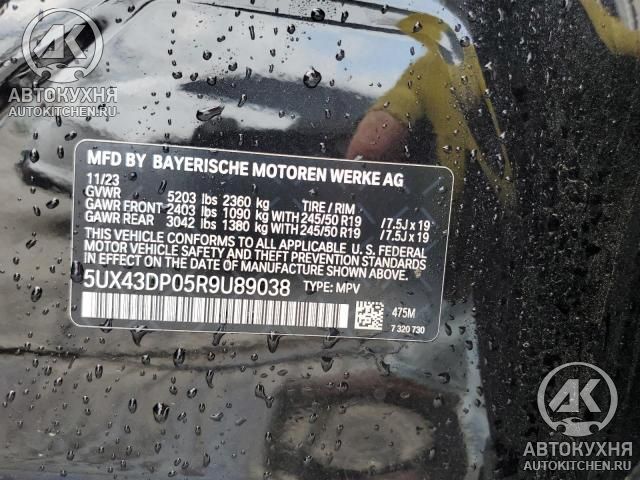 AK
АВТОКУХНЯ
AUTOKITCHEN.RU
MFD BY BAYERISCHE MOTOREN WERKE AG
11/23
GVWR 5203 lbs 2360 kg TIRE / RIM
GAWR FRONT 2403 lbs 1090 kg WITH 245/50 R19 /7.5J x 19
GAWR REAR 3042 lbs 1380 kg WITH 245/50 R19 /7.5J x 19
THIS VEHICLE CONFORMS TO ALL APPLICABLE U.S. FEDERAL
MOTOR VEHICLE SAFETY, BUMPER AND THEFT PREVENTION STANDARDS
IN EFFECT ON THE DATE OF MANUFACTURE SHOWN ABOVE.
5UX43DP05R9U89038 TYPE: MPV
475M
7 320 730
AK
АВТОКУХНЯ
AUTOKITCHEN.RU